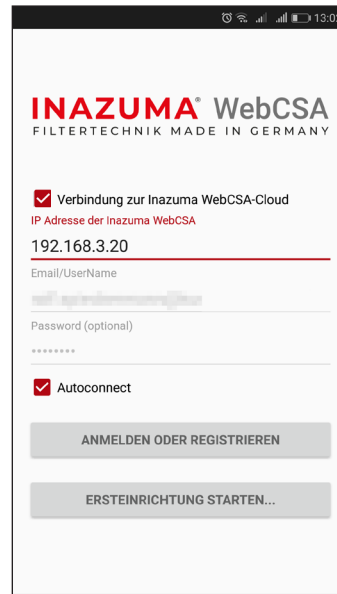 13:02
INAZUMA® WebCSA
FILTERTECHNIK MADE IN GERMANY
Verbindung zur Inazuma WebCSA-Cloud
IP Adresse der Inazuma WebCSA
192.168.3.20
Email/UserName
Password (optional)
••••••••
Autoconnect
ANMELDEN ODER REGISTRIEREN
ERSTEINRICHTUNG STARTEN...